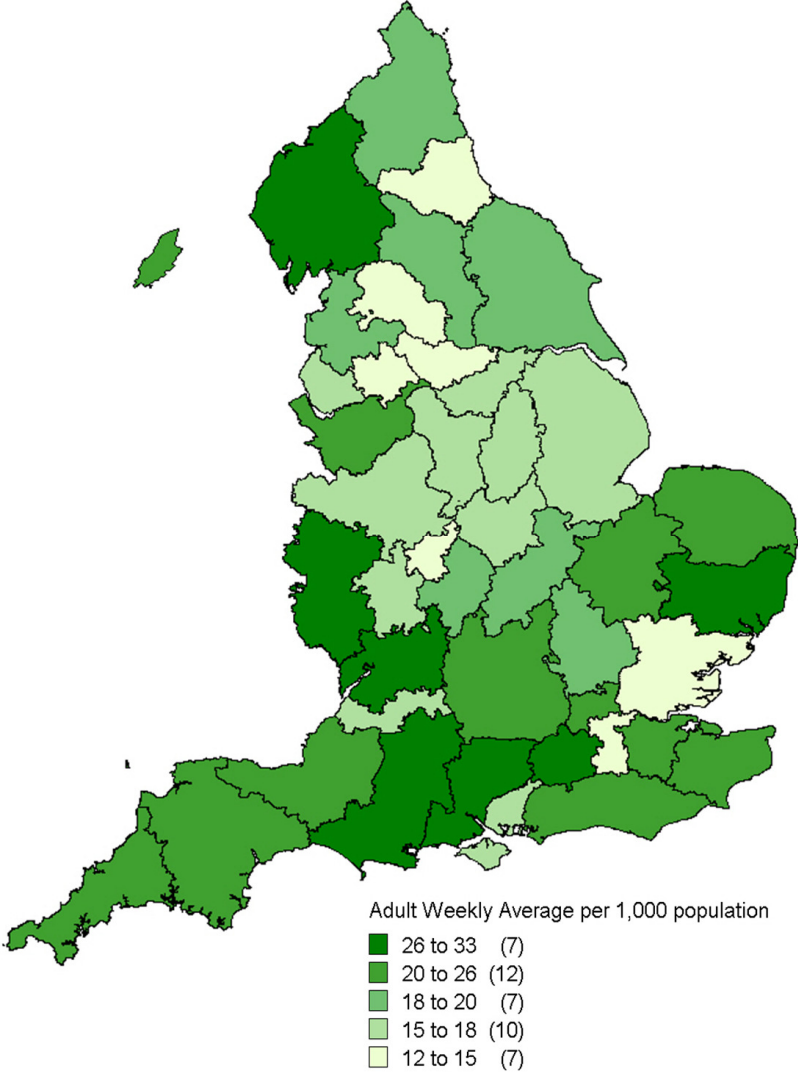 Adult Weekly Average per 1,000 population
26 to 33 (7)
20 to 26 (12)
18 to 20 (7)
15 to 18 (10)
12 to 15 (7)